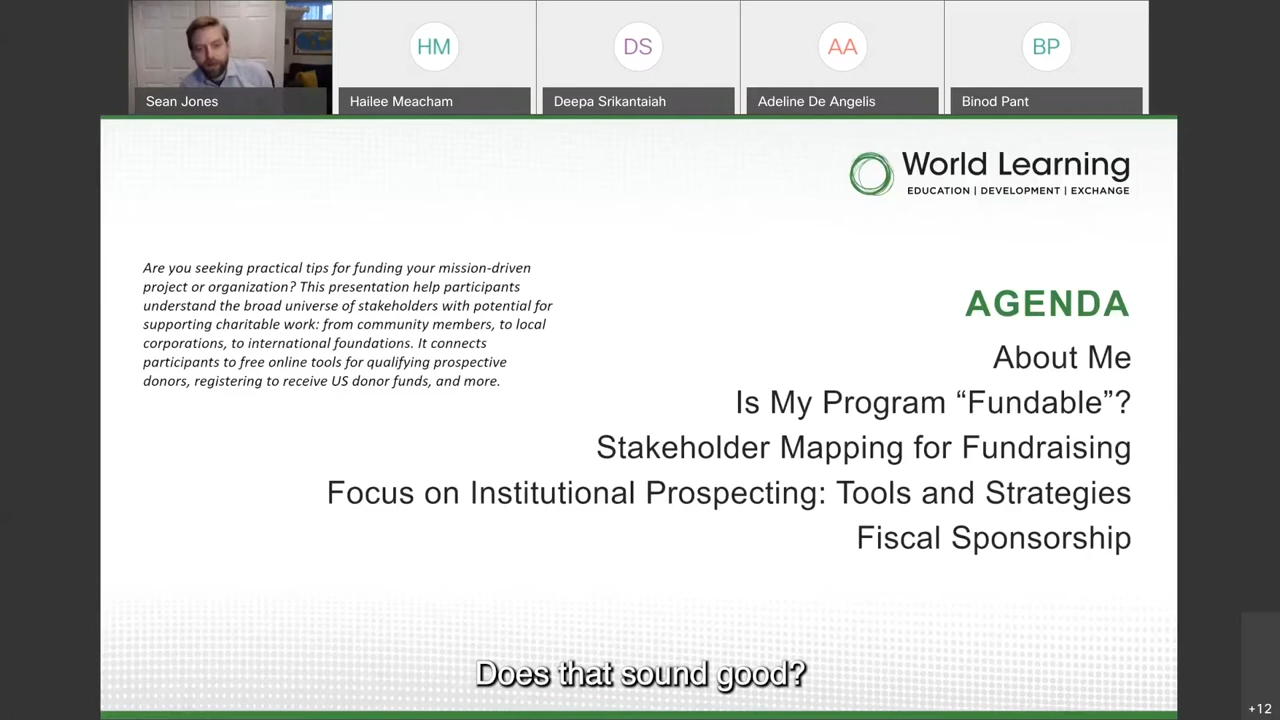 HM
DS
AA
BP
Sean Jones
Hailee Meacham
Deepa Srikantaiah
Adeline De Angelis
Binod Pant
World Learning
EDUCATION | DEVELOPMENT | EXCHANGE
Are you seeking practical tips for funding your mission-driven
project or organization? This presentation help participants
understand the broad universe of stakeholders with potential for
supporting charitable work: from community members, to local
corporations, to international foundations. It connects
participants to free online tools for qualifying prospective
donors, registering to receive US donor funds, and more.
AGENDA
About Me
Is My Program “Fundable”?
Stakeholder Mapping for Fundraising
Focus on Institutional Prospecting: Tools and Strategies
Fiscal Sponsorship
Does that sound good?
+12